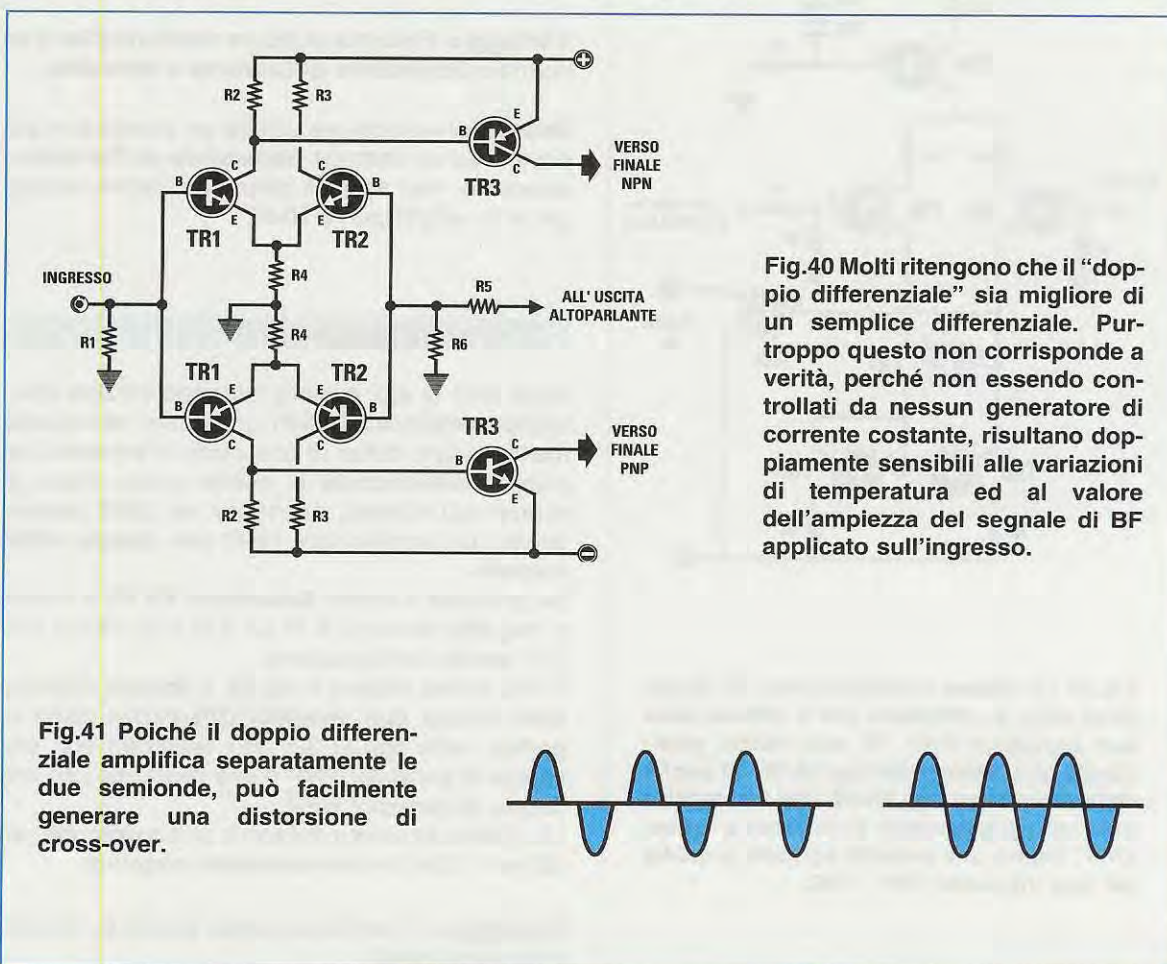 R2
R3
+
E
B
C
TR3
VERSO
FINALE
NPN
C
C
B
B
E
E
TR1
TR2
INGRESSO
R4
R5
ALL' USCITA
ALTOPARLANTE
R1
R4
R6
TR1
TR2
E
E
B
B
C
C
TR3
C
B
E
VERSO
FINALE
PNP
R2
R3
−
Fig.40 Molti ritengono che il “dop-
pio differenziale” sia migliore di
un semplice differenziale. Pur-
troppo questo non corrisponde a
verità, perché non essendo con-
trollati da nessun generatore di
corrente costante, risultano dop-
piamente sensibili alle variazioni
di temperatura ed al valore
dell'ampiezza del segnale di BF
applicato sull'ingresso.
Fig.41 Poiché il doppio differen-
ziale amplifica separatamente le
due semionde, può facilmente
generare una distorsione di
cross-over.